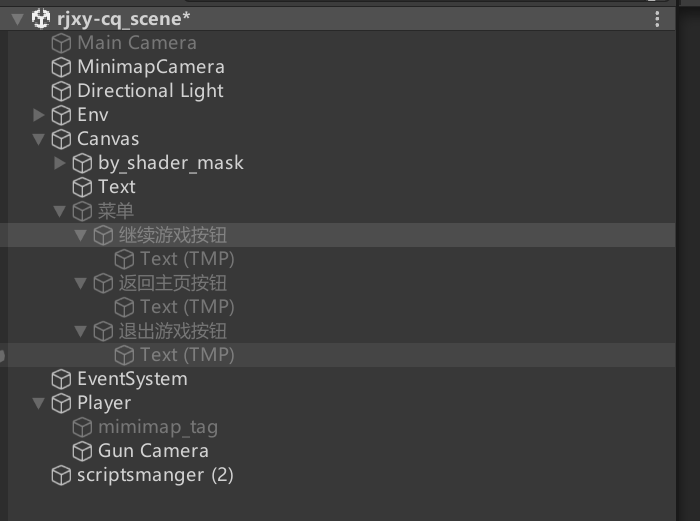 rjxy-cq_scene*
Main Camera
MinimapCamera
Directional Light
Env
Canvas
by_shader_mask
Text
菜单
继续游戏按钮
Text (TMP)
返回主页按钮
Text (TMP)
退出游戏按钮
Text (TMP)
EventSystem
Player
mimimap_tag
Gun Camera
scriptsmanger (2)